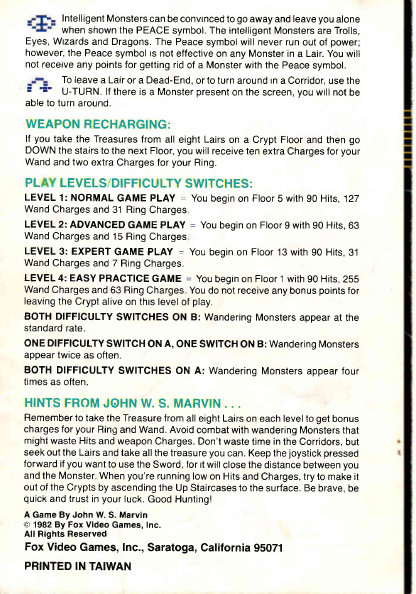 Intelligent Monsters can be convinced to go away and leave you alone
when shown the PEACE symbol. The intelligent Monsters are Trolls,
Eyes, Wizards and Dragons. The Peace symbol will never run out of power;
however, the Peace symbol is not effective on any Monster in a Lair. You will
not receive any points for getting rid of a Monster with the Peace symbol.
To leave a Lair or a Dead-End, or to turn around in a Corridor, use the
U-TURN. If there is a Monster present on the screen, you will not be
able to turn around.
WEAPON RECHARGING:
If you take the Treasures from all eight Lairs on a Crypt Floor and then go
DOWN the stairs to the next Floor, you will receive ten extra Charges for your
Wand and two extra Charges for your Ring.
PLAY LEVELS/DIFFICULTY SWITCHES:
LEVEL 1: NORMAL GAME PLAY = You begin on Floor 5 with 90 Hits, 127
Wand Charges and 31 Ring Charges.
LEVEL 2: ADVANCED GAME PLAY = You begin on Floor 9 with 90 Hits, 63
Wand Charges and 15 Ring Charges.
LEVEL 3: EXPERT GAME PLAY = You begin on Floor 13 with 90 Hits, 31
Wand Charges and 7 Ring Charges.
LEVEL 4: EASY PRACTICE GAME = You begin on Floor 1 with 90 Hits, 255
Wand Charges and 63 Ring Charges. You do not receive any bonus points for
leaving the Crypt alive on this level of play.
BOTH DIFFICULTY SWITCHES ON B: Wandering Monsters appear at the
standard rate.
ONE DIFFICULTY SWITCH ON A, ONE SWITCH ON B: Wandering Monsters
appear twice as often.
BOTH DIFFICULTY SWITCHES ON A: Wandering Monsters appear four
times as often.
HINTS FROM JOHN W. S. MARVIN . . .
Remember to take the Treasure from all eight Lairs on each level to get bonus
charges for your Ring and Wand. Avoid combat with wandering Monsters that
might waste Hits and weapon Charges. Don't waste time in the Corridors, but
seek out the Lairs and take all the treasure you can. Keep the joystick pressed
forward if you want to use the Sword, for it will close the distance between you
and the Monster. When you're running low on Hits and Charges, try to make it
out of the Crypts by ascending the Up Staircases to the surface. Be brave, be
quick and trust in your luck. Good Hunting!
A Game By John W. S. Marvin
© 1982 By Fox Video Games, Inc.
All Rights Reserved
Fox Video Games, Inc., Saratoga, California 95071
PRINTED IN TAIWAN